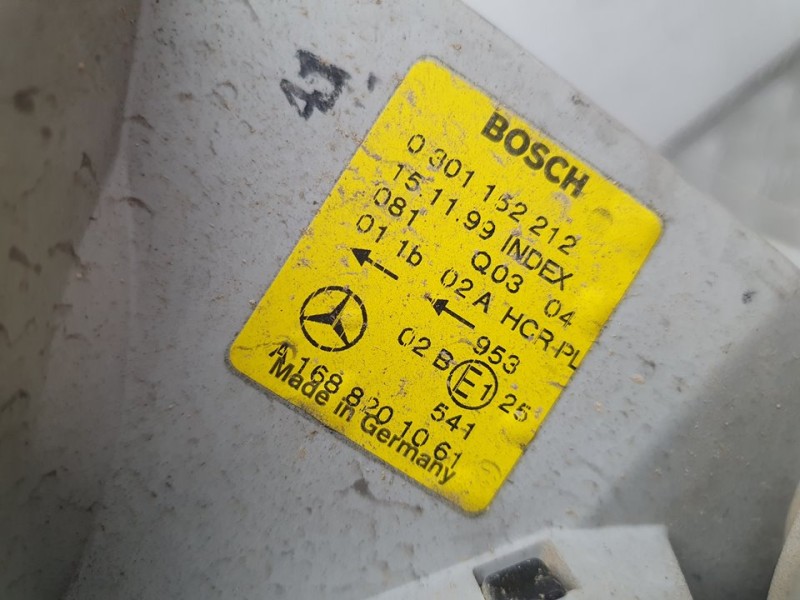 BOSCH
0 301 152 212
15.11.99 INDEX
081 Q03 04
01 1b 02 A HCR-PL
953
02 B E1 25
541
A 168 820 10 61
Made in Germany